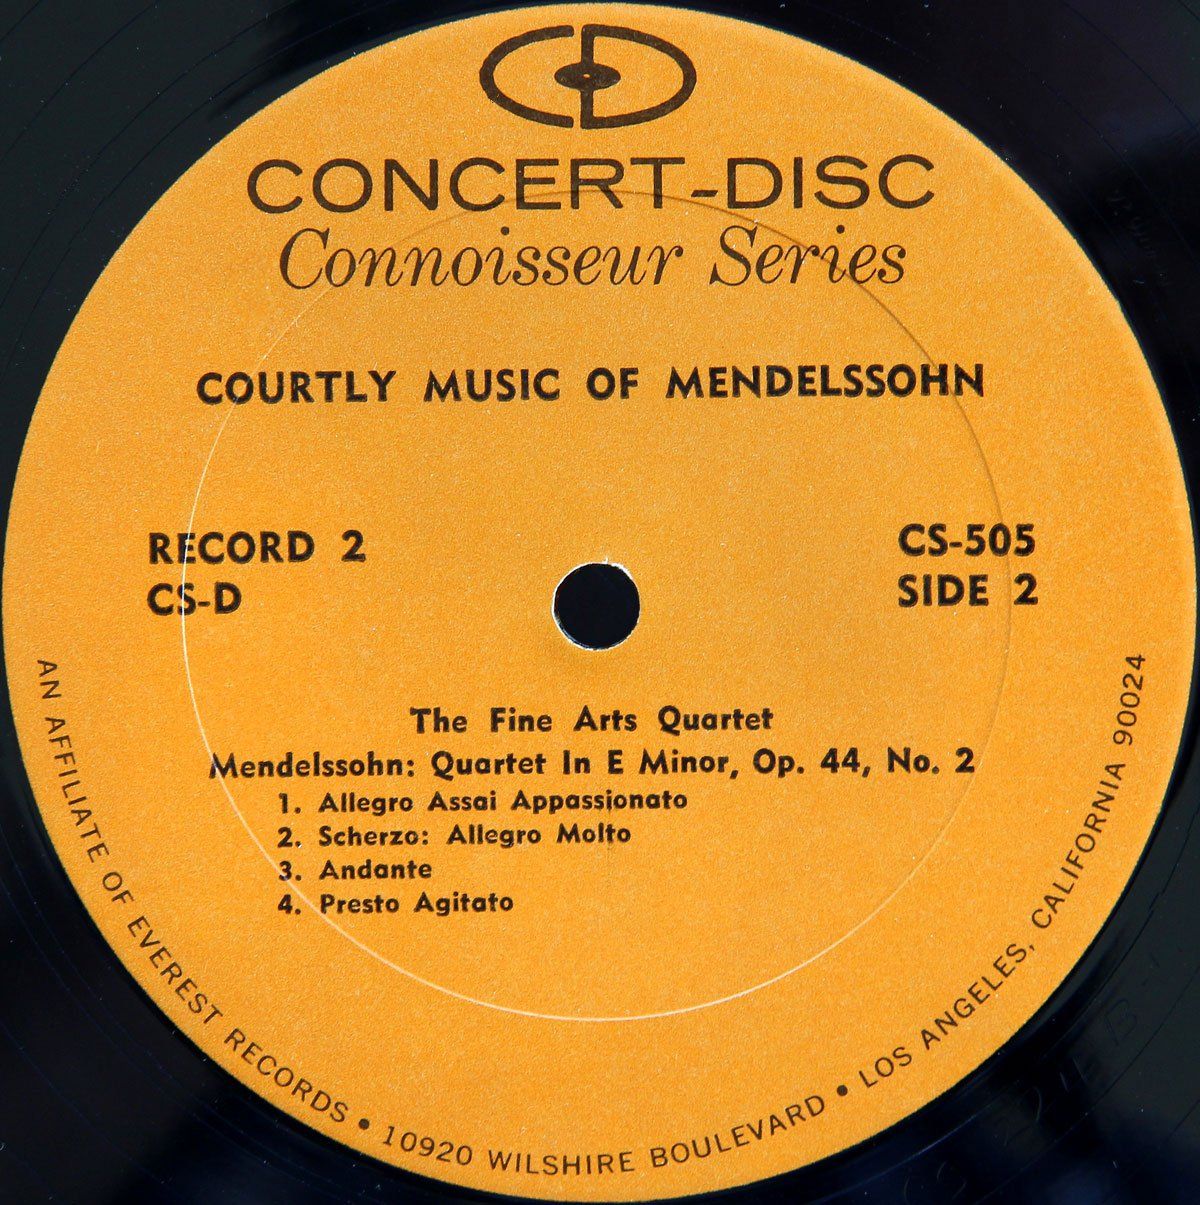 CD
CONCERT-DISC
Connoisseur Series
COURTLY MUSIC OF MENDELSSOHN
RECORD 2
CS-D
CS-505
SIDE 2
The Fine Arts Quartet
Mendelssohn: Quartet In E Minor, Op. 44, No. 2
1. Allegro Assai Appassionato
2. Scherzo: Allegro Molto
3. Andante
4. Presto Agitato
AN AFFILIATE OF EVEREST RECORDS • 10920 WILSHIRE BOULEVARD • LOS ANGELES, CALIFORNIA 90024